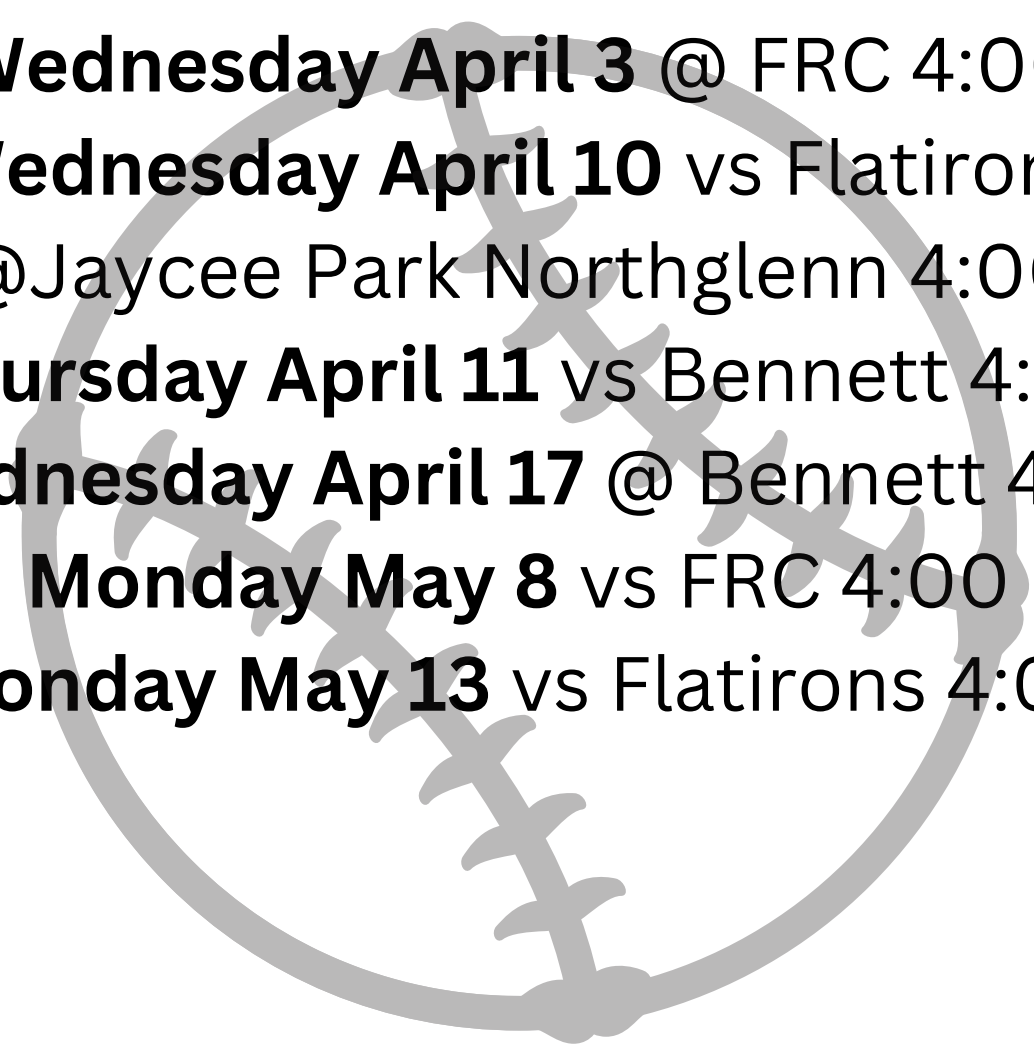 Wednesday April 3 @ FRC 4:00
Wednesday April 10 vs Flatiron
@Jaycee Park Northglenn 4:00
ursday April 11 vs Bennett 4:
dnesday April 17 @ Bennett 4
Monday May 8 vs FRC 4:00
onday May 13 vs Flatirons 4:0